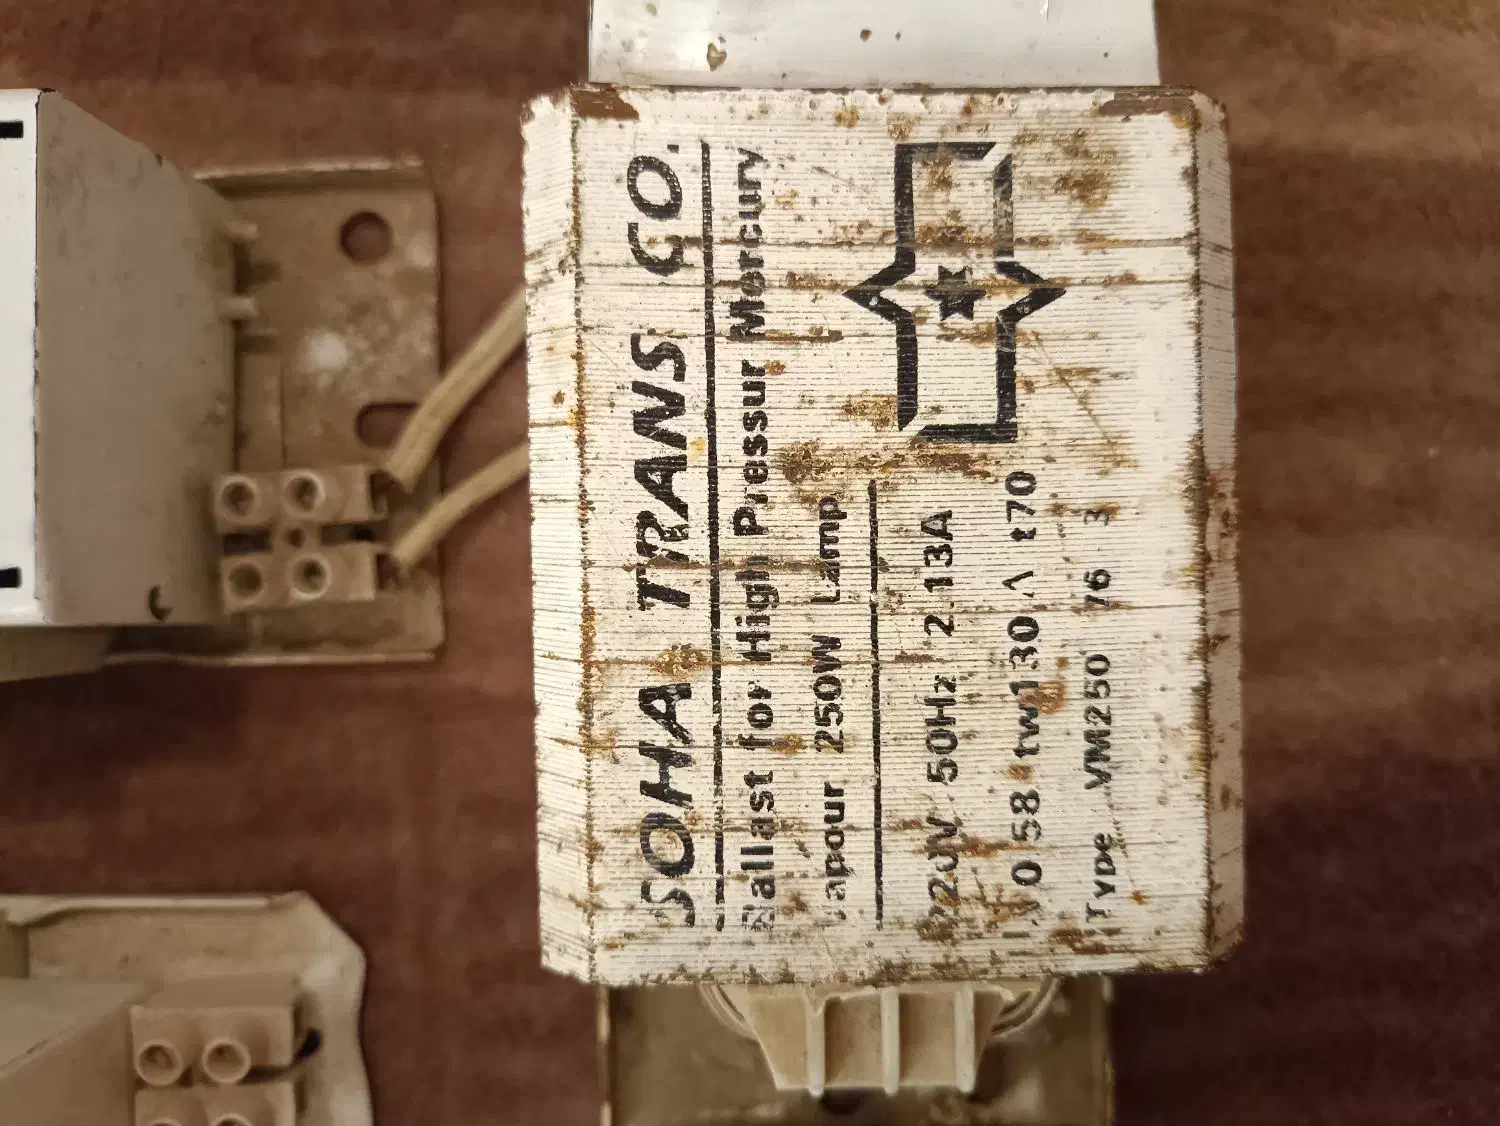 SOHA TRANS CO.
Ballast for High Pressur Mercury
Vapour 250W Lamp
220V 50Hz 2.13A
λ 0.58 tw130 Λ t70
Type VM250 76 3